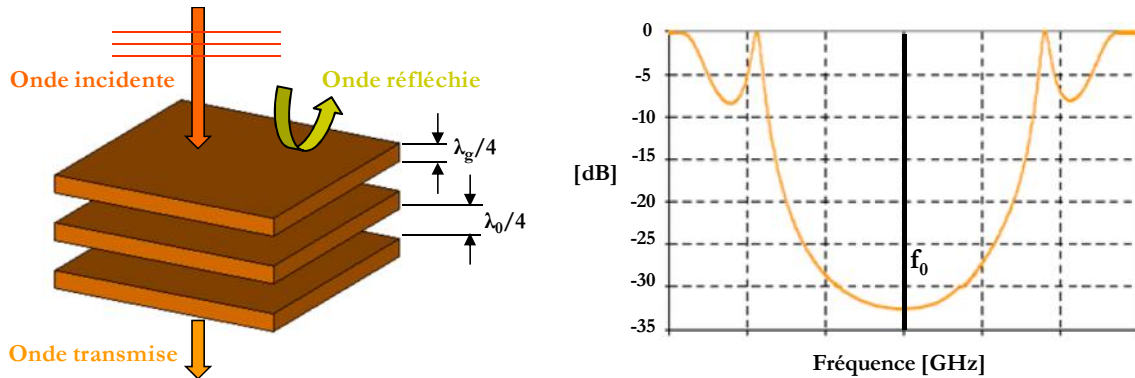 Onde incidente
Onde réfléchie
λg/4
λ0/4
Onde transmise
0
-5
-10
-15
[dB]
-20
-25
-30
-35
f0
Fréquence [GHz]